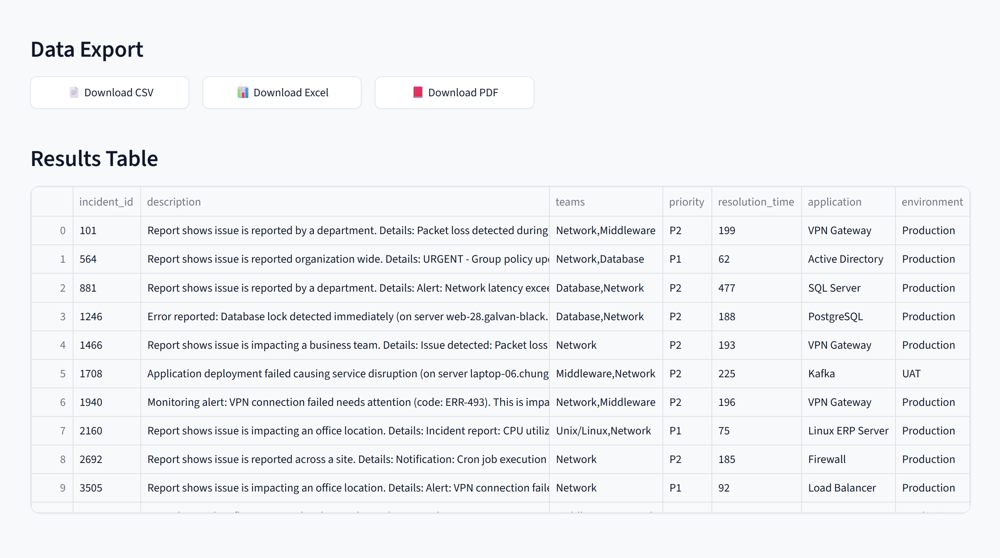 Data Export
Download CSV Download Excel Download PDF
Results Table
incident_id description teams priority resolution_time application environment
0 101 Report shows issue is reported by a department. Details: Packet loss detected during Network,Middleware P2 199 VPN Gateway Production
1 564 Report shows issue is reported organization wide. Details: URGENT - Group policy Network,Database P1 62 Active Directory Production
2 881 Report shows issue is reported by a department. Details: Alert: Network latency Database,Network P2 477 SQL Server Production
3 1246 Error reported: Database lock detected immediately (on server web-28.galvan-black. Database,Network P2 188 PostgreSQL Production
4 1466 Report shows issue is impacting a business team. Details: Issue detected: Packet loss Network P2 193 VPN Gateway Production
5 1708 Application deployment failed causing service disruption (on server laptop-06.chung Middleware,Network P2 225 Kafka UAT
6 1940 Monitoring alert: VPN connection failed needs attention (code: ERR-493). This is impa Network,Middleware P2 196 VPN Gateway Production
7 2160 Report shows issue is impacting an office location. Details: Incident report: CPU utiliz Unix/Linux,Network P1 75 Linux ERP Server Production
8 2692 Report shows issue is reported across a site. Details: Notification: Cron job execution Network P2 185 Firewall Production
9 3505 Report shows issue is impacting an office location. Details: Alert: VPN connection Network P1 92 Load Balancer Production